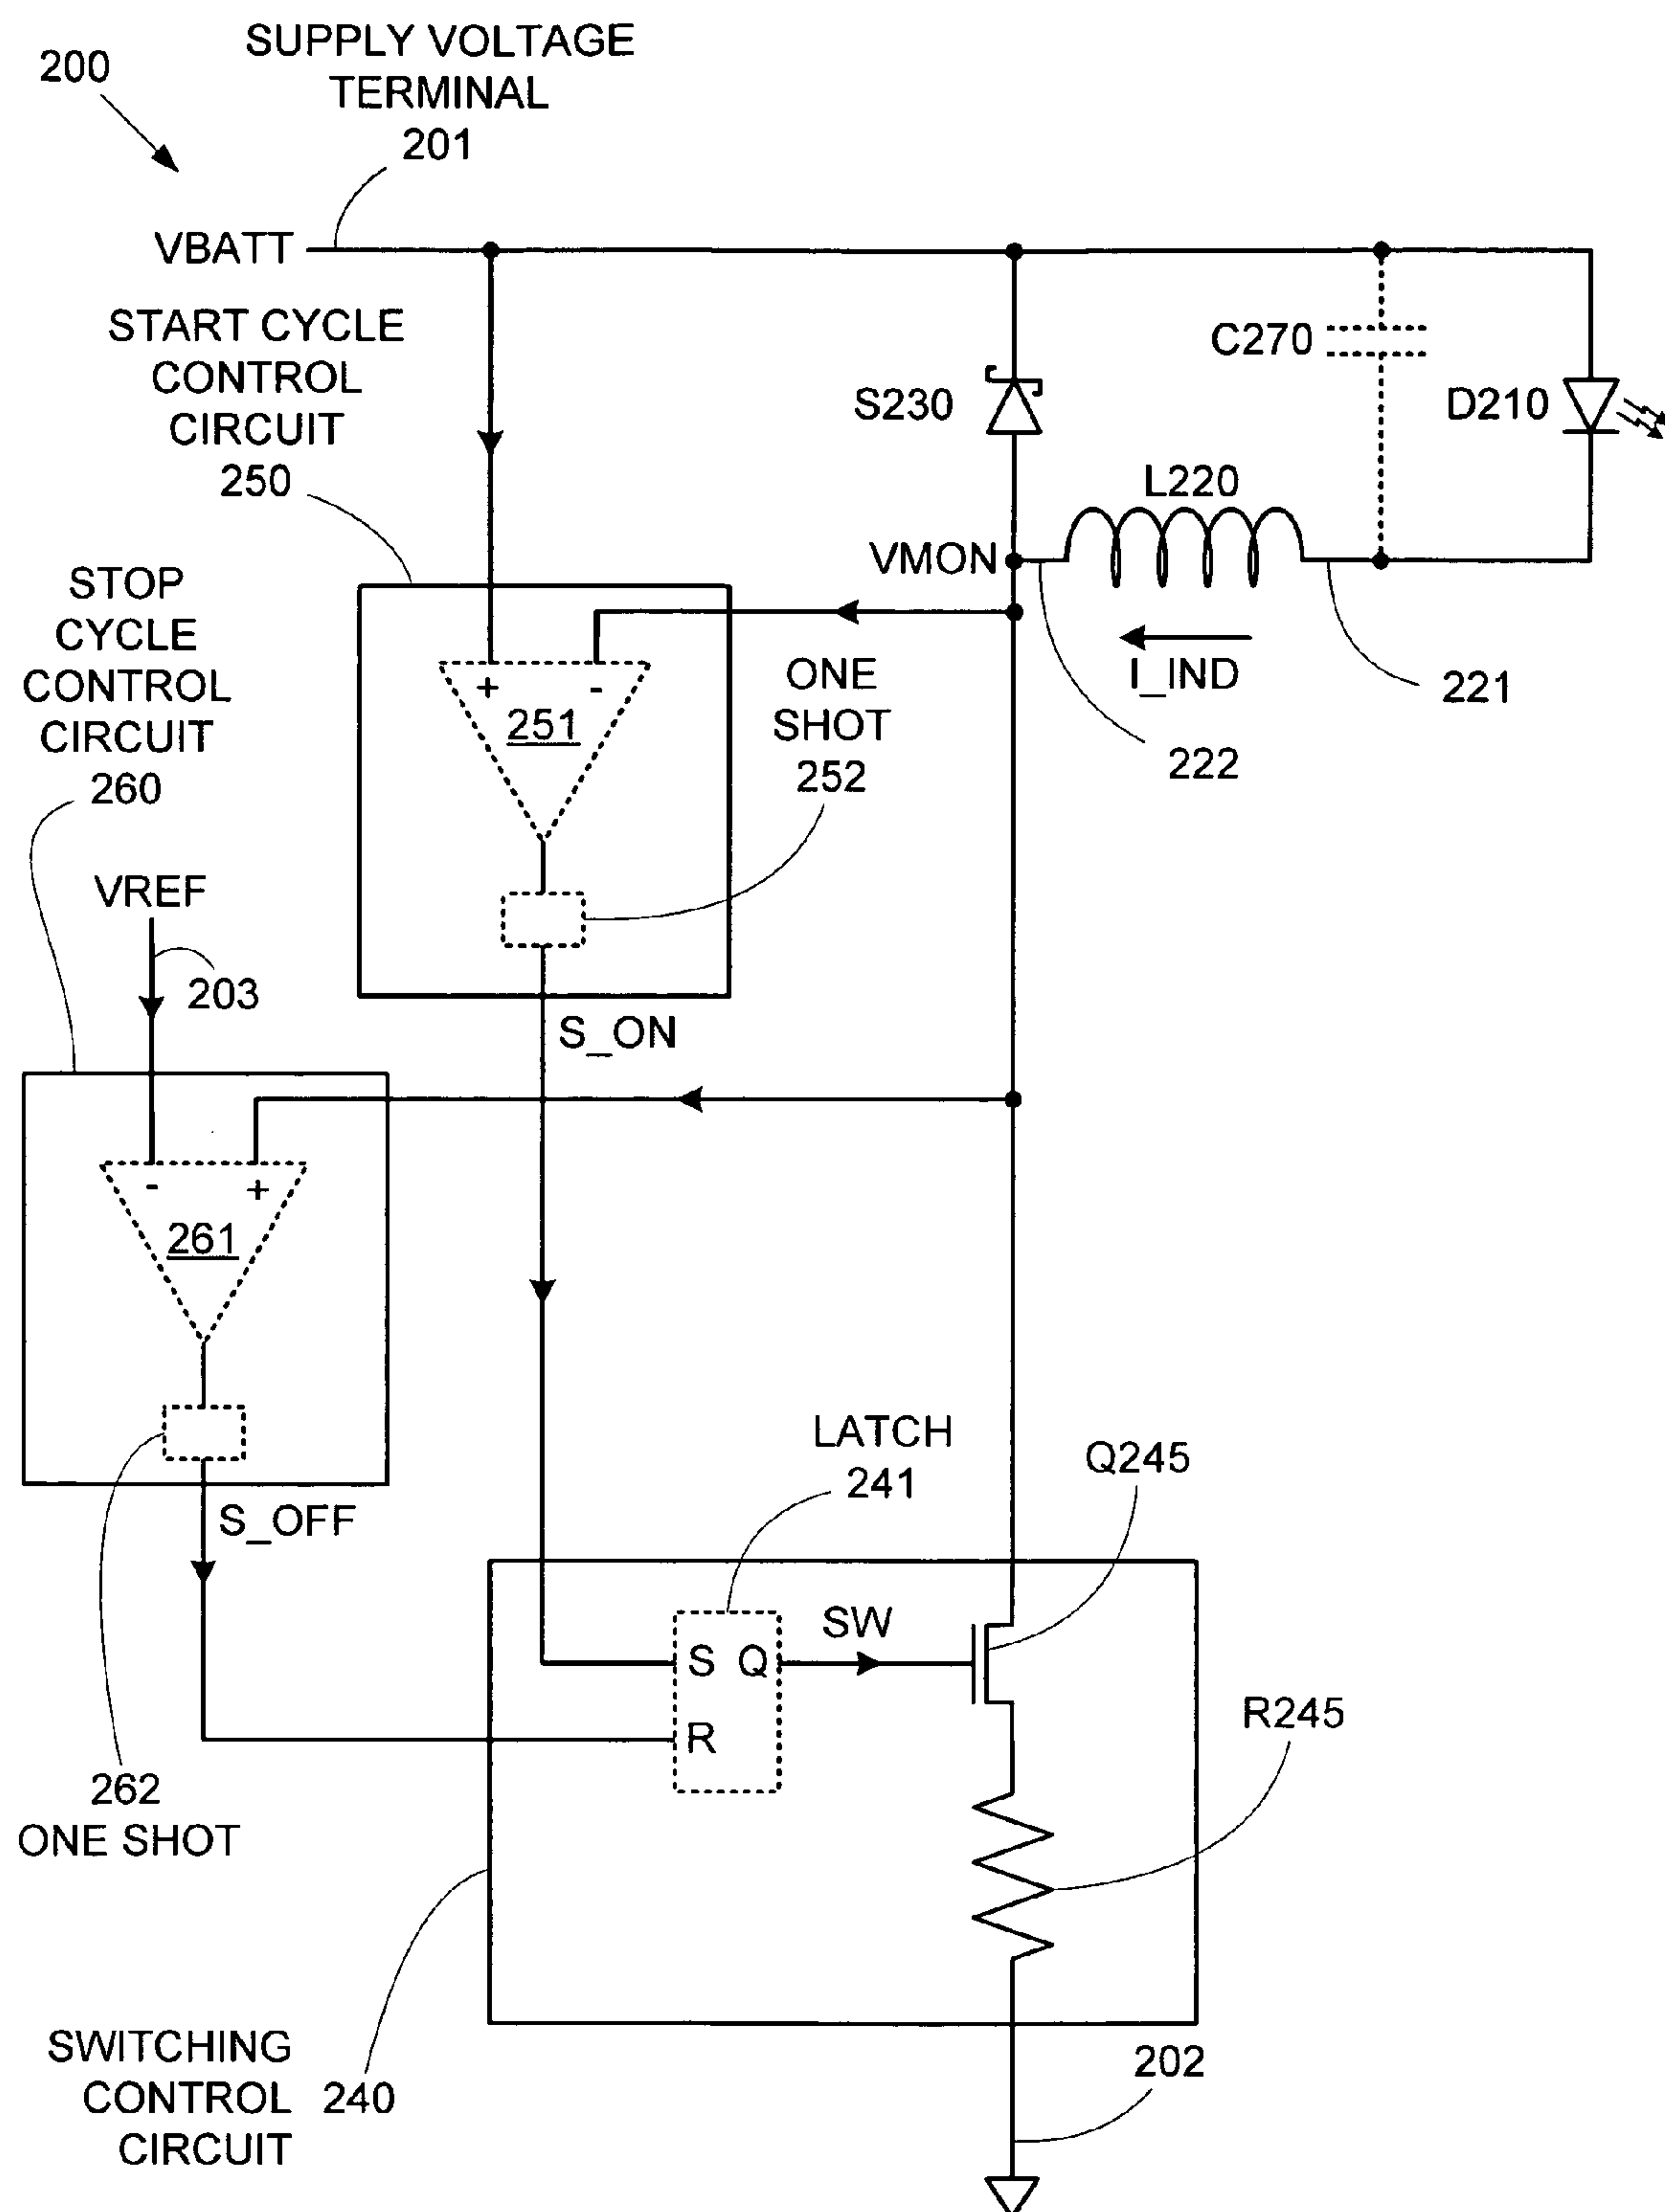 200
SUPPLY VOLTAGE
TERMINAL
201
VBATT
START CYCLE
CONTROL
CIRCUIT
250
S230
C270
D210
L220
VMON
I_IND
221
222
STOP
CYCLE
CONTROL
CIRCUIT
260
+ -
251
ONE
SHOT
252
VREF
203
S_ON
- +
261
S_OFF
LATCH
241
Q245
SW
S Q
R
R245
262
ONE SHOT
SWITCHING
CONTROL 240
CIRCUIT
202